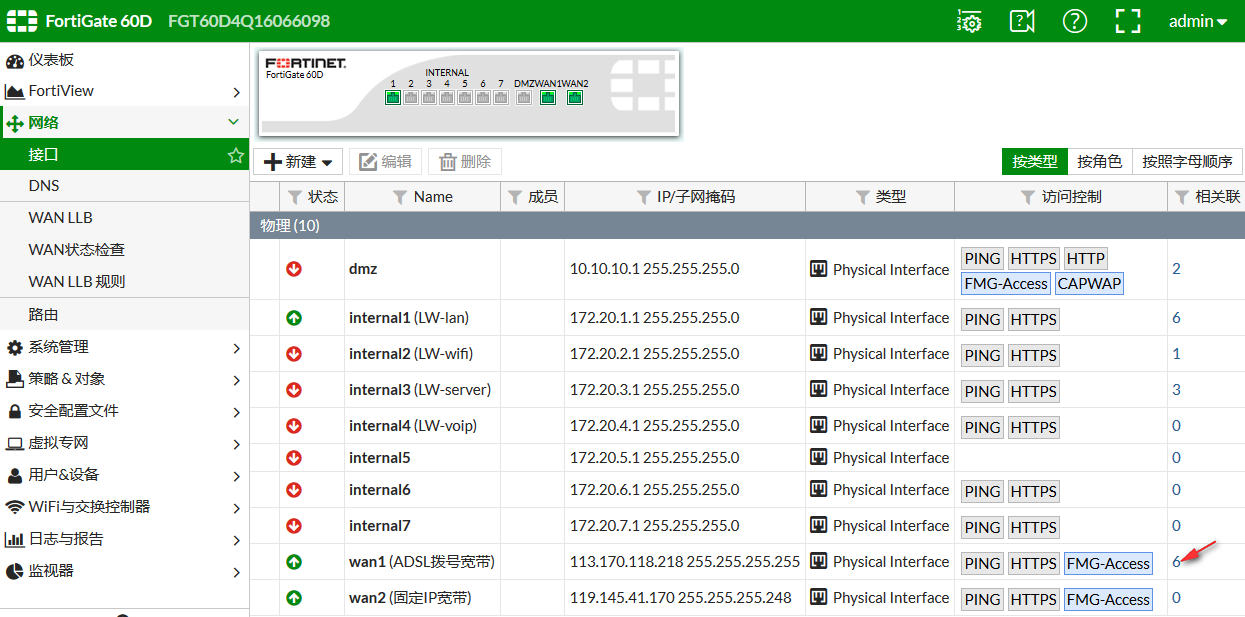 FortiGate 60D FGT60D4Q16066098 admin
仪表板
FortiView
网络
接口
DNS
WAN LLB
WAN状态检查
WAN LLB 规则
路由
系统管理
策略 & 对象
安全配置文件
虚拟专网
用户&设备
WiFi与交换控制器
日志与报告
监视器
FORTINET
FortiGate 60D
INTERNAL
1 2 3 4 5 6 7 DMZ WAN1 WAN2
新建 编辑 删除 按类型 按角色 按照字母顺序
状态 Name 成员 IP/子网掩码 类型 访问控制 相关联
物理 (10)
dmz 10.10.10.1 255.255.255.0 Physical Interface PING HTTPS HTTP FMG-Access CAPWAP 2
internal1 (LW-lan) 172.20.1.1 255.255.255.0 Physical Interface PING HTTPS 6
internal2 (LW-wifi) 172.20.2.1 255.255.255.0 Physical Interface PING HTTPS 1
internal3 (LW-server) 172.20.3.1 255.255.255.0 Physical Interface PING HTTPS 3
internal4 (LW-voip) 172.20.4.1 255.255.255.0 Physical Interface PING HTTPS 0
internal5 172.20.5.1 255.255.255.0 Physical Interface 0
internal6 172.20.6.1 255.255.255.0 Physical Interface PING HTTPS 0
internal7 172.20.7.1 255.255.255.0 Physical Interface PING HTTPS 0
wan1 (ADSL拨号宽带) 113.170.118.218 255.255.255.255 Physical Interface PING HTTPS FMG-Access 6
wan2 (固定IP宽带) 119.145.41.170 255.255.255.248 Physical Interface PING HTTPS FMG-Access 0